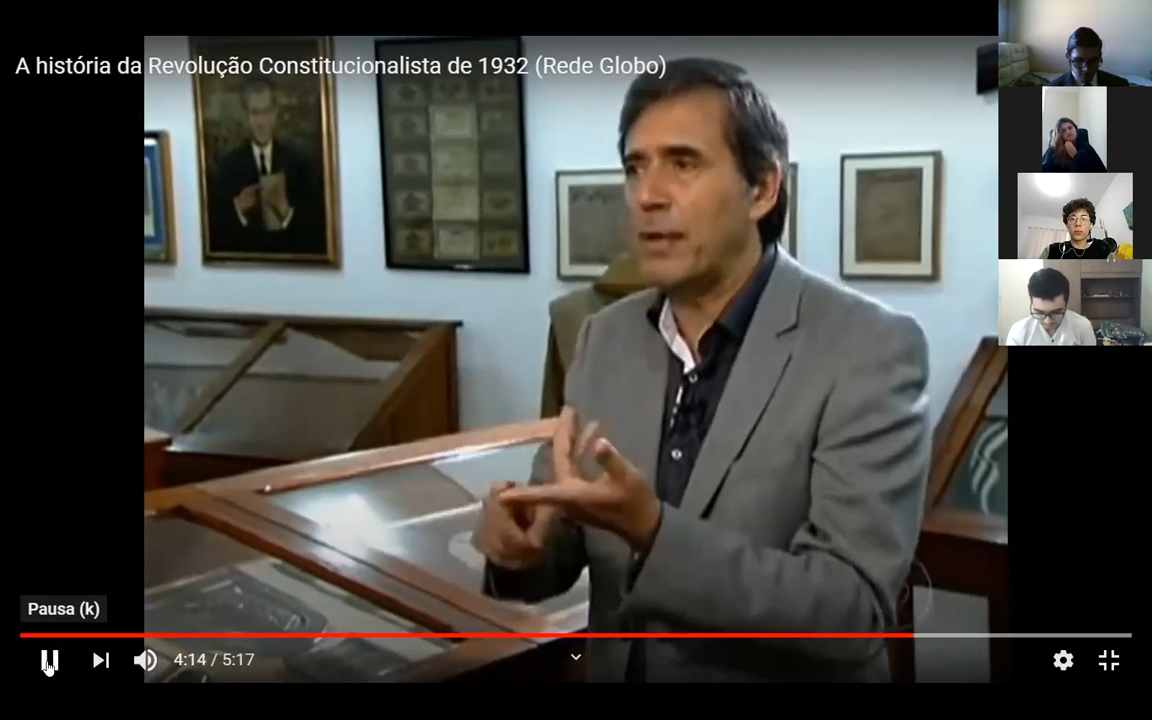 A história da Revolução Constitucionalista de 1932 (Rede Globo)
Pausa (k)
4:14 / 5:17